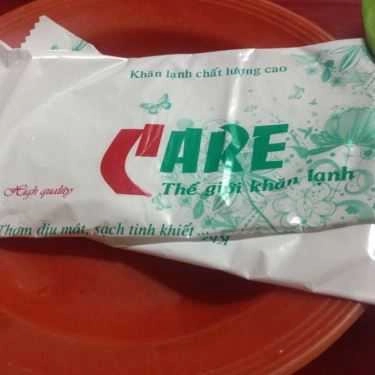 Khăn lạnh chất lượng cao
CARE
Thế giới khăn lạnh
High quality
Thơm dịu mát, sạch tinh khiết ...